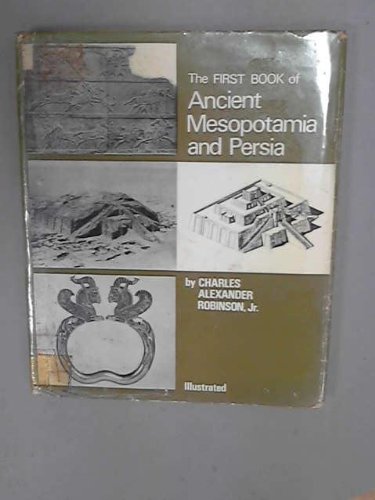 The FIRST BOOK of
Ancient
Mesopotamia
and Persia
by CHARLES
ALEXANDER
ROBINSON, Jr.
Illustrated